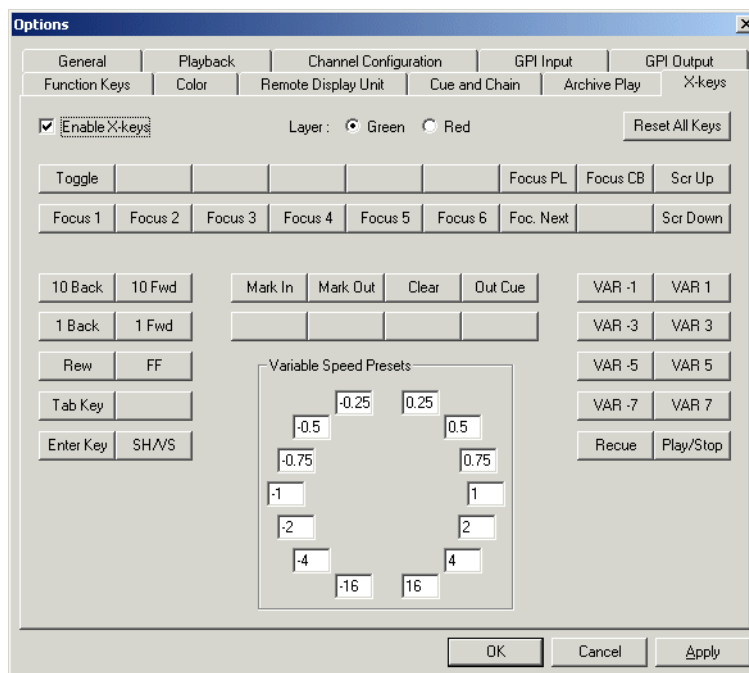 Options
General Playback Channel Configuration GPI Input GPI Output
Function Keys Color Remote Display Unit Cue and Chain Archive Play X-keys
Enable X-keys Layer : Green Red Reset All Keys
Toggle Focus PL Focus CB Scr Up
Focus 1 Focus 2 Focus 3 Focus 4 Focus 5 Focus 6 Foc. Next Scr Down
10 Back 10 Fwd Mark In Mark Out Clear Out Cue VAR -1 VAR 1
1 Back 1 Fwd VAR -3 VAR 3
Rew FF Variable Speed Presets VAR -5 VAR 5
-0.25 0.25
Tab Key VAR -7 VAR 7
-0.5 0.5
Enter Key SH/VS Recue Play/Stop
-0.75 0.75
-1 1
-2 2
-4 4
-16 16
OK Cancel Apply